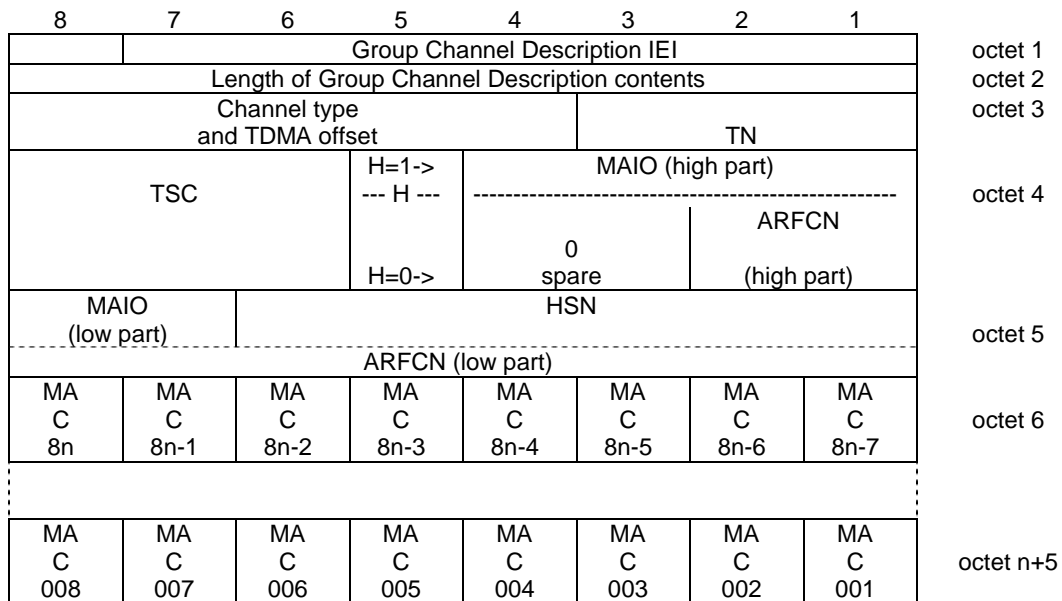 8 7 6 5 4 3 2 1
Group Channel Description IEI octet 1
Length of Group Channel Description contents octet 2
Channel type octet 3
and TDMA offset TN
H=1-> MAIO (high part)
TSC --- H --- ---------------------------------------------------- octet 4
ARFCN
0
H=0-> spare (high part)
MAIO HSN
(low part) octet 5
ARFCN (low part)
MA MA MA MA MA MA MA MA
C C C C C C C C octet 6
8n 8n-1 8n-2 8n-3 8n-4 8n-5 8n-6 8n-7
MA MA MA MA MA MA MA MA
C C C C C C C C octet n+5
008 007 006 005 004 003 002 001